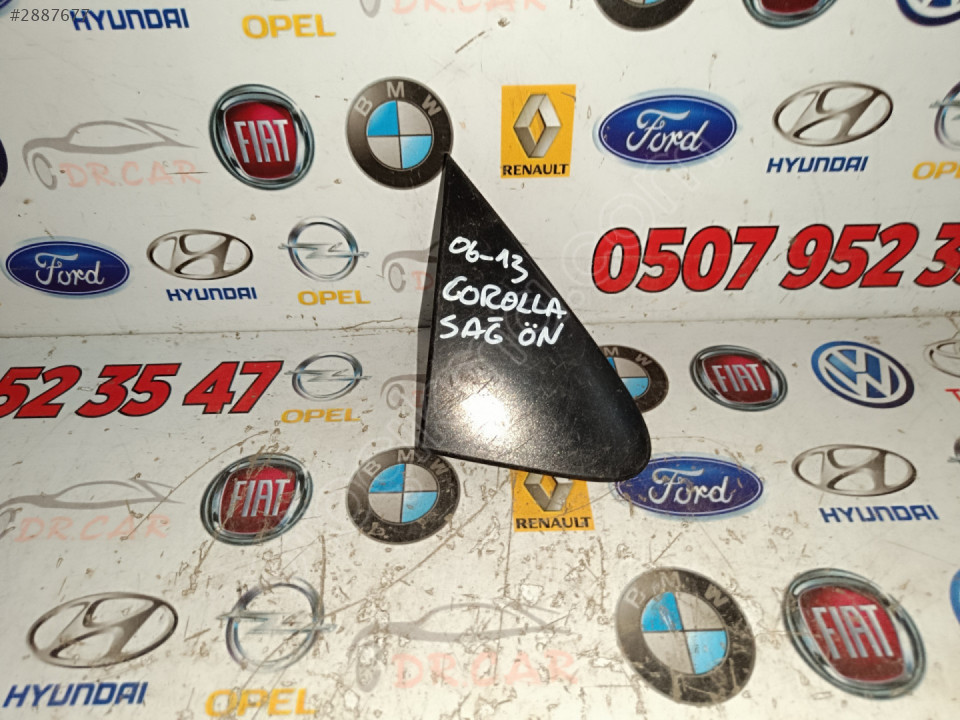 #2887677
HYUNDAI
OPEL
FIAT
BMW
RENAULT
Ford
HYUNDAI
DR.CAR
Ford
HYUNDAI
OPEL
0507 952 3
06-13
COROLLA
SAĞ ÖN
52 35 47
OPEL
FIAT
DR.CAR
FIAT
BMW
RENAULT
Ford
HYUNDAI
HYUNDAI
OPEL
DR.CAR
BMW
FIAT